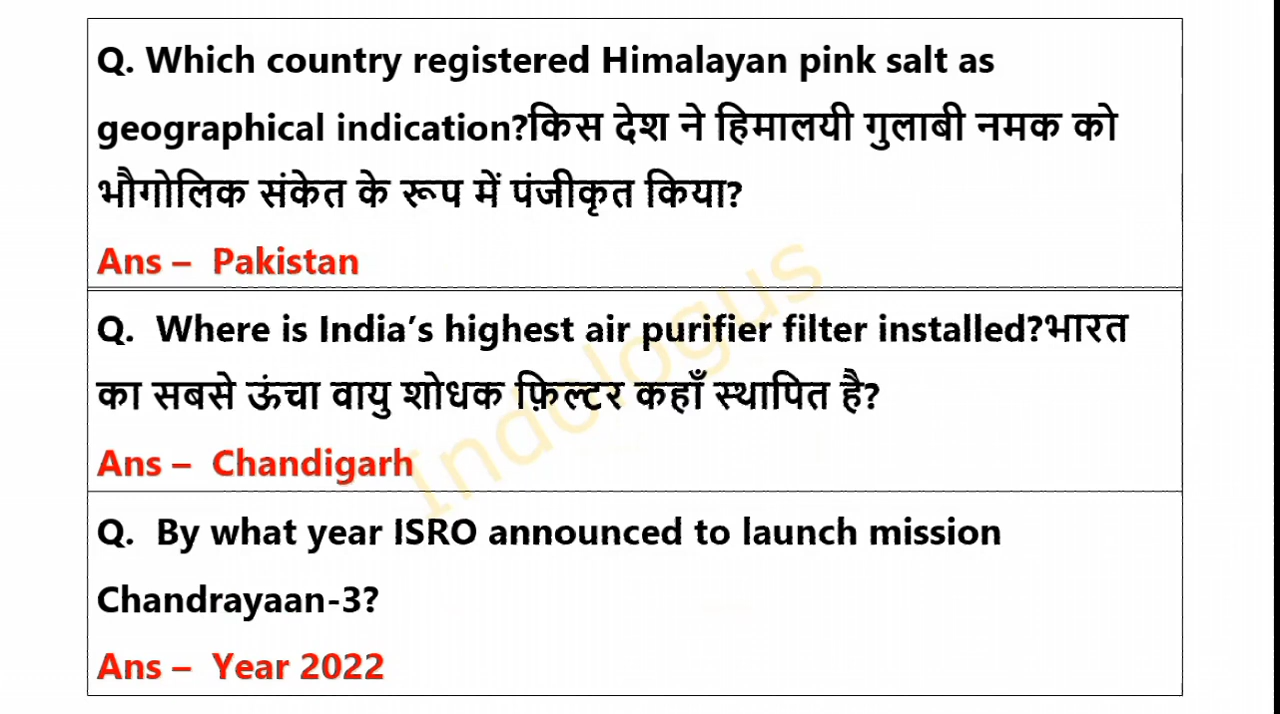 Q. Which country registered Himalayan pink salt as
geographical indication?किस देश ने हिमालयी गुलाबी नमक को
भौगोलिक संकेत के रूप में पंजीकृत किया?
Ans – Pakistan
Q. Where is India’s highest air purifier filter installed?भारत
का सबसे ऊंचा वायु शोधक फ़िल्टर कहाँ स्थापित है?
Ans – Chandigarh
Q. By what year ISRO announced to launch mission
Chandrayaan-3?
Ans – Year 2022
Indologus